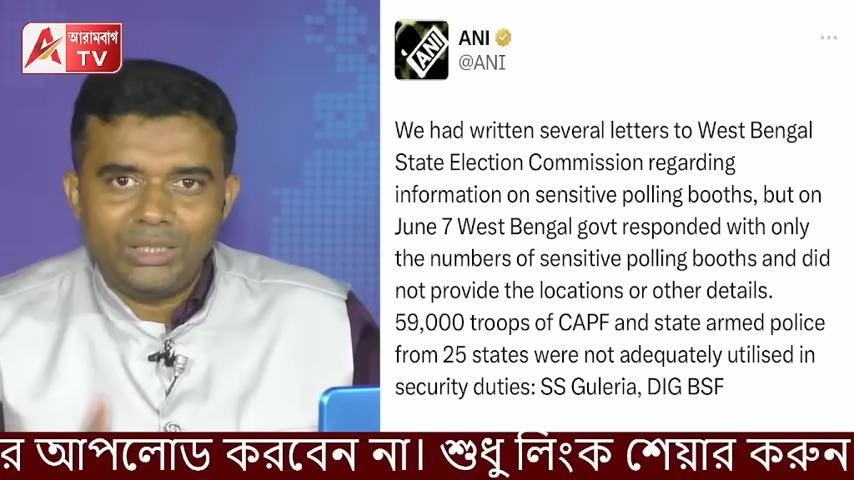 আরামবাগ
TV
ANI
ANI
@ANI
We had written several letters to West Bengal
State Election Commission regarding
information on sensitive polling booths, but on
June 7 West Bengal govt responded with only
the numbers of sensitive polling booths and did
not provide the locations or other details.
59,000 troops of CAPF and state armed police
from 25 states were not adequately utilised in
security duties: SS Guleria, DIG BSF
র আপলোড করবেন না। শুধু লিংক শেয়ার করুন